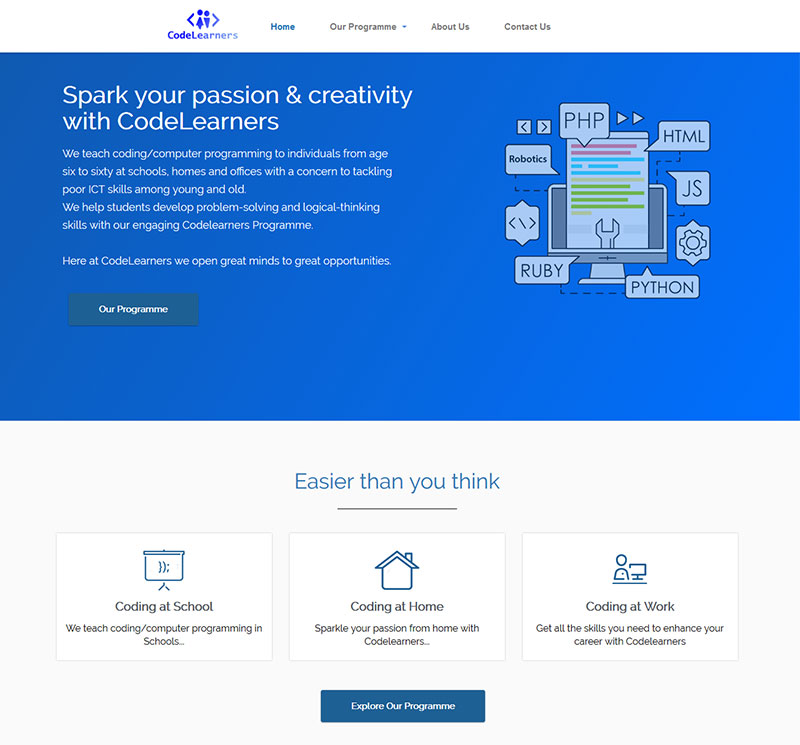 CodeLearners
Home
Our Programme
About Us
Contact Us
Spark your passion & creativity
with CodeLearners
We teach coding/computer programming to individuals from age
six to sixty at schools, homes and offices with a concern to tackling
poor ICT skills among young and old.
We help students develop problem-solving and logical-thinking
skills with our engaging Codelearners Programme.
Here at CodeLearners we open great minds to great opportunities.
Our Programme
PHP
HTML
Robotics
JS
RUBY
PYTHON
Easier than you think
});
Coding at School
We teach coding/computer programming in
Schools...
Coding at Home
Sparkle your passion from home with
Codelearners...
Coding at Work
Get all the skills you need to enhance your
career with Codelearners
Explore Our Programme